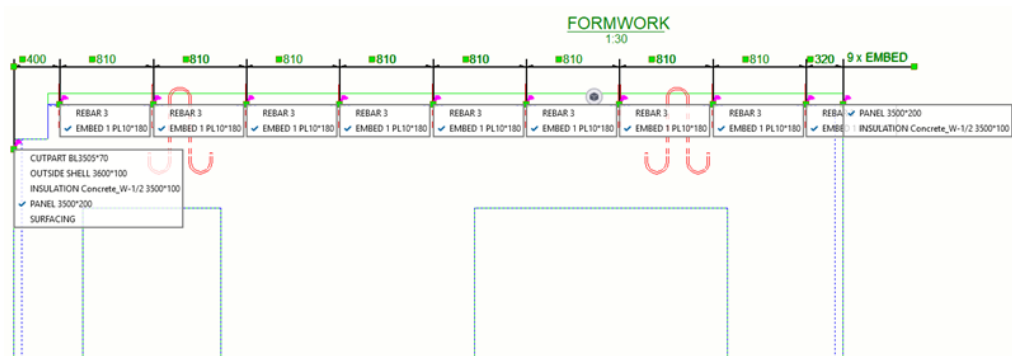 FORMWORK
1:30
400 810 810 810 810 810 810 810 810 320 9 x EMBED
REBAR 3 REBAR 3 REBAR 3 REBAR 3 REBAR 3 REBAR 3 REBAR 3 REBAR 3 REBA PANEL 3500*200
EMBED 1 PL10*180 EMBED 1 PL10*180 EMBED 1 PL10*180 EMBED 1 PL10*180 EMBED 1 PL10*180 EMBED 1 PL10*180 EMBED 1 PL10*180 EMBED 1 PL10*180 EMBED INSULATION Concrete_W-1/2 3500*100
CUTPART BL3505*70
OUTSIDE SHELL 3600*100
INSULATION Concrete_W-1/2 3500*100
PANEL 3500*200
SURFACING